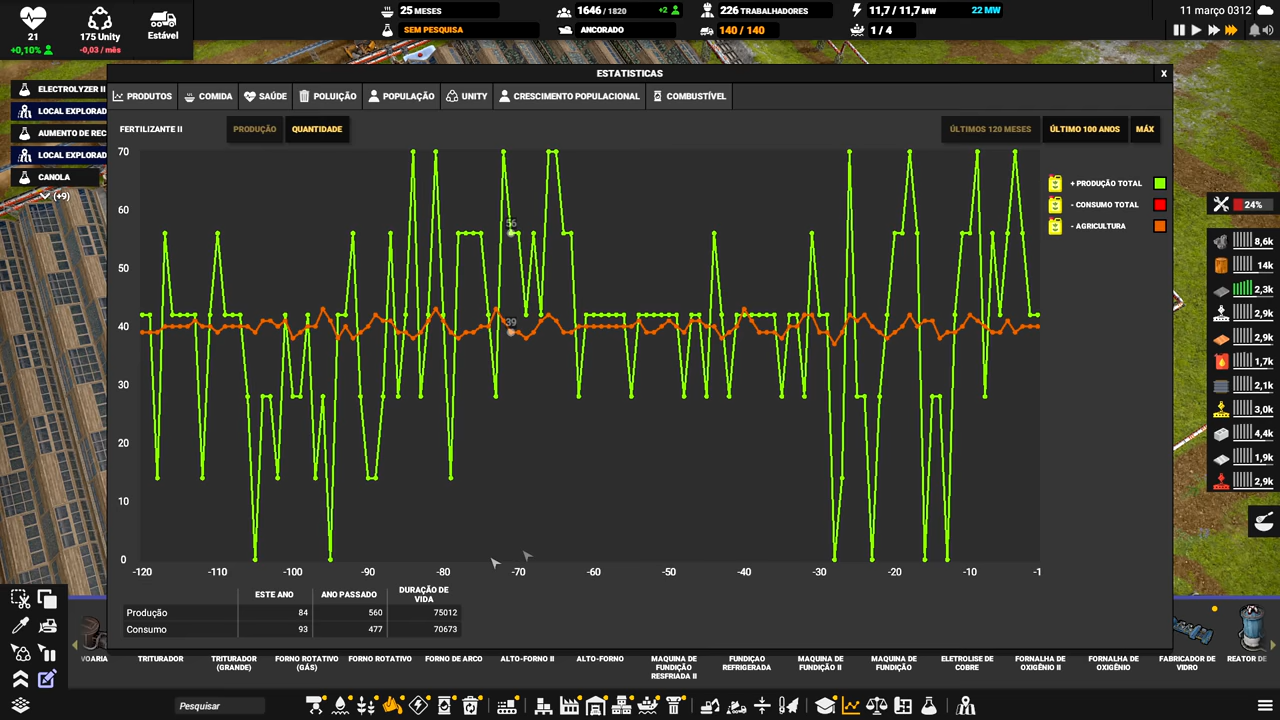 21
+0,10%
175 Unity
-0,03 / mês
Estável
25 MESES
SEM PESQUISA
1646 / 1820
+2
ANCORADO
226 TRABALHADORES
140 / 140
11,7 / 11,7 MW
22 MW
1 / 4
11 março 0312
ELECTROLYZER II
LOCAL EXPLORAD
AUMENTO DE REC
LOCAL EXPLORAD
CANOLA
(+9)
ESTATISTICAS
X
PRODUTOS
COMIDA
SAÚDE
POLUIÇÃO
POPULAÇÃO
UNITY
CRESCIMENTO POPULACIONAL
COMBUSTÍVEL
FERTILIZANTE II
PRODUÇÃO
QUANTIDADE
ÚLTIMOS 120 MESES
ÚLTIMO 100 ANOS
MÁX
70
60
50
40
30
20
10
0
56
39
-120
-110
-100
-90
-80
-70
-60
-50
-40
-30
-20
-10
-1
+ PRODUÇÃO TOTAL
- CONSUMO TOTAL
- AGRICULTURA
24%
8,6k
14k
2,3k
2,9k
2,9k
1,7k
2,1k
3,0k
4,4k
1,9k
2,9k
ESTE ANO
ANO PASSADO
DURAÇÃO DE
VIDA
Produção
84
560
75012
Consumo
93
477
70673
VOARIA
TRITURADOR
TRITURADOR
(GRANDE)
FORNO ROTATIVO
(GÁS)
FORNO ROTATIVO
FORNO DE ARCO
ALTO-FORNO II
ALTO-FORNO
MAQUINA DE
FUNDIÇÃO
RESFRIADA II
FUNDIÇAO
REFRIGERADA
MAQUINA DE
FUNDIÇÃO II
MAQUINA DE
FUNDIÇÃO
ELETROLISE DE
COBRE
FORNALHA DE
OXIGÊNIO II
FORNALHA DE
OXIGÊNIO
FABRICADOR DE
VIDRO
REATOR DE
Pesquisar